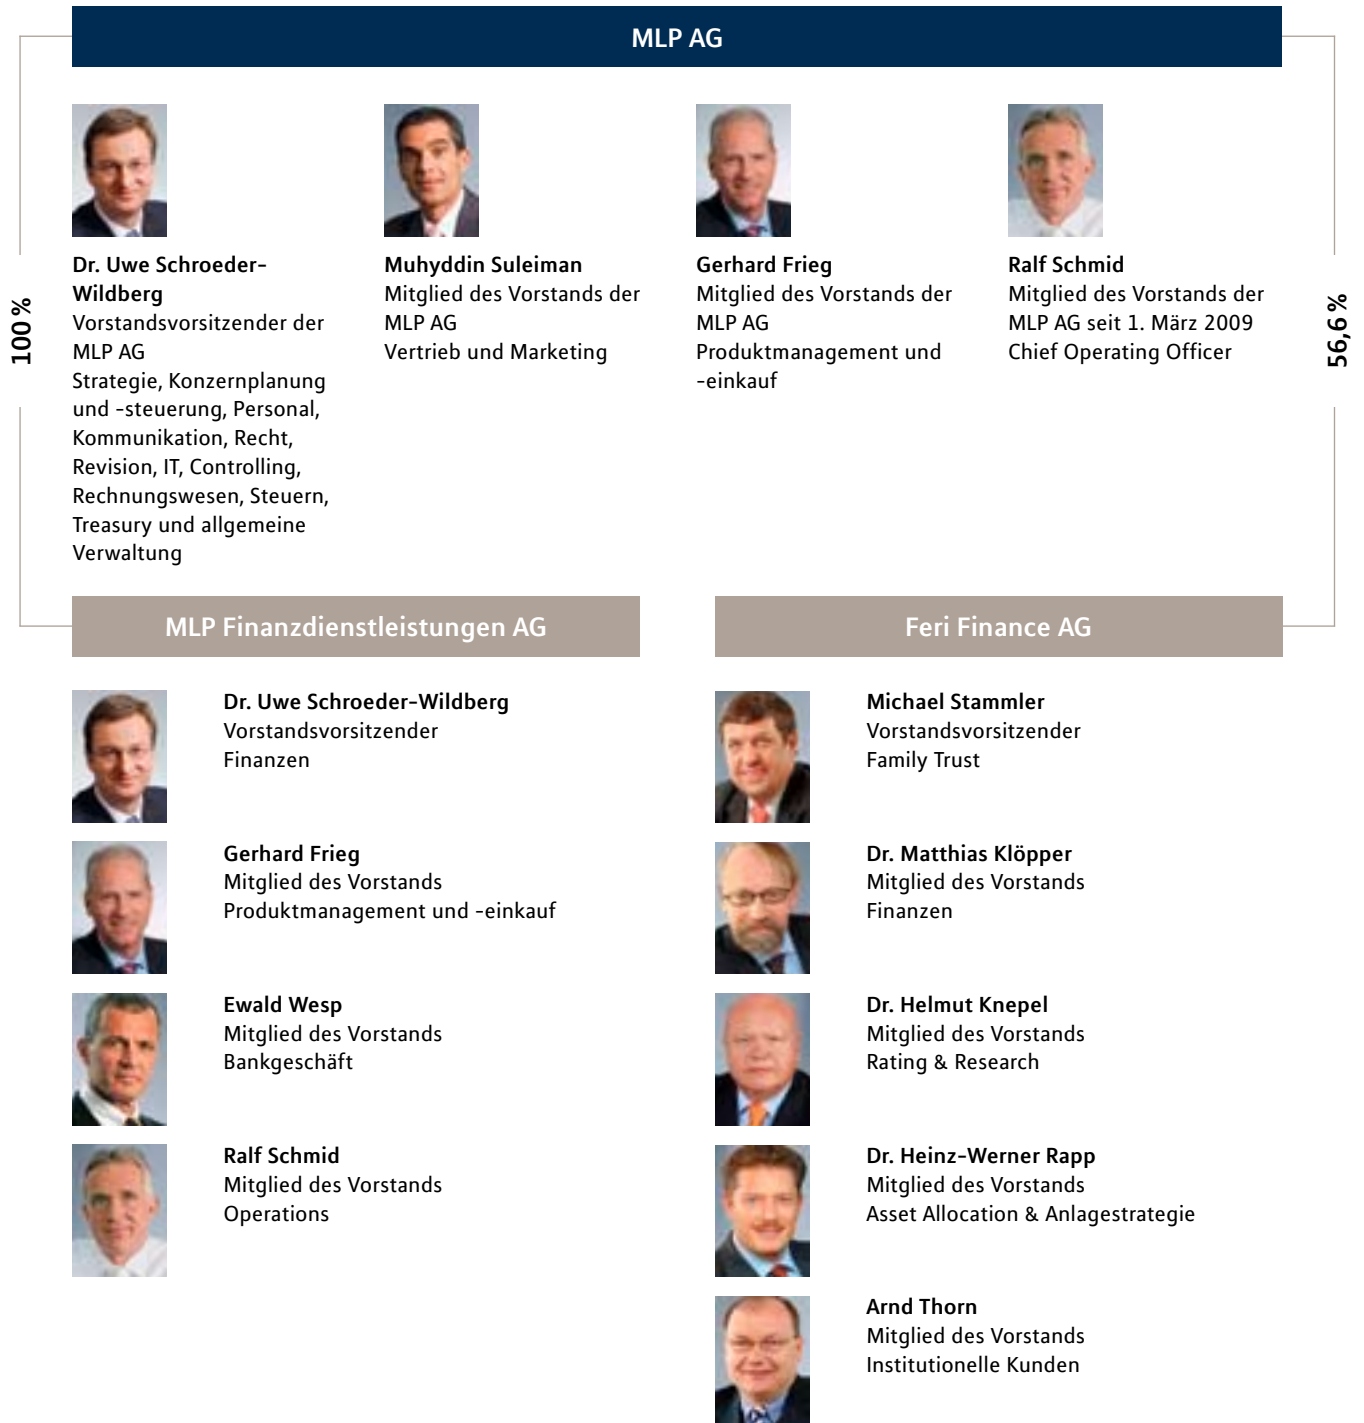 MLP AG
100 %
56,6 %
Dr. Uwe Schroeder-
Wildberg
Vorstandsvorsitzender der
MLP AG
Strategie, Konzernplanung
und -steuerung, Personal,
Kommunikation, Recht,
Revision, IT, Controlling,
Rechnungswesen, Steuern,
Treasury und allgemeine
Verwaltung
Muhyddin Suleiman
Mitglied des Vorstands der
MLP AG
Vertrieb und Marketing
Gerhard Frieg
Mitglied des Vorstands der
MLP AG
Produktmanagement und
-einkauf
Ralf Schmid
Mitglied des Vorstands der
MLP AG seit 1. März 2009
Chief Operating Officer
MLP Finanzdienstleistungen AG
Dr. Uwe Schroeder-Wildberg
Vorstandsvorsitzender
Finanzen
Gerhard Frieg
Mitglied des Vorstands
Produktmanagement und -einkauf
Ewald Wesp
Mitglied des Vorstands
Bankgeschäft
Ralf Schmid
Mitglied des Vorstands
Operations
Feri Finance AG
Michael Stammler
Vorstandsvorsitzender
Family Trust
Dr. Matthias Klöpper
Mitglied des Vorstands
Finanzen
Dr. Helmut Knepel
Mitglied des Vorstands
Rating & Research
Dr. Heinz-Werner Rapp
Mitglied des Vorstands
Asset Allocation & Anlagestrategie
Arnd Thorn
Mitglied des Vorstands
Institutionelle Kunden